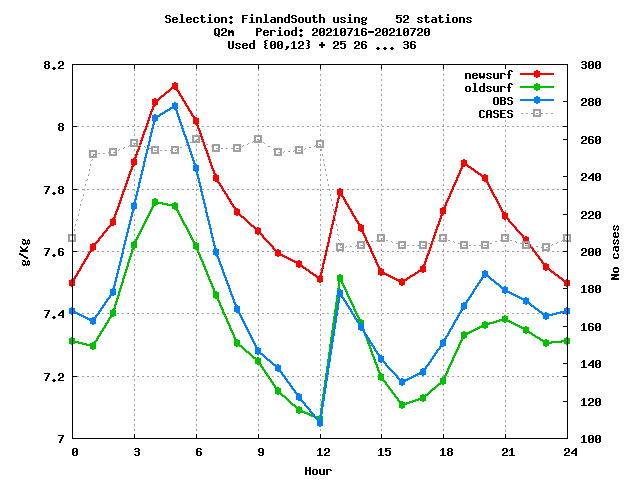 Selection: FinlandSouth using    52 stations
Q2m   Period: 20210716-20210720
Used {00,12} + 25 26 ... 36
newsurf
oldsurf
OBS
CASES
8.2
8
7.8
7.6
7.4
7.2
7
g/Kg
300
280
260
240
220
200
180
160
140
120
100
No cases
0 3 6 9 12 15 18 21 24
Hour